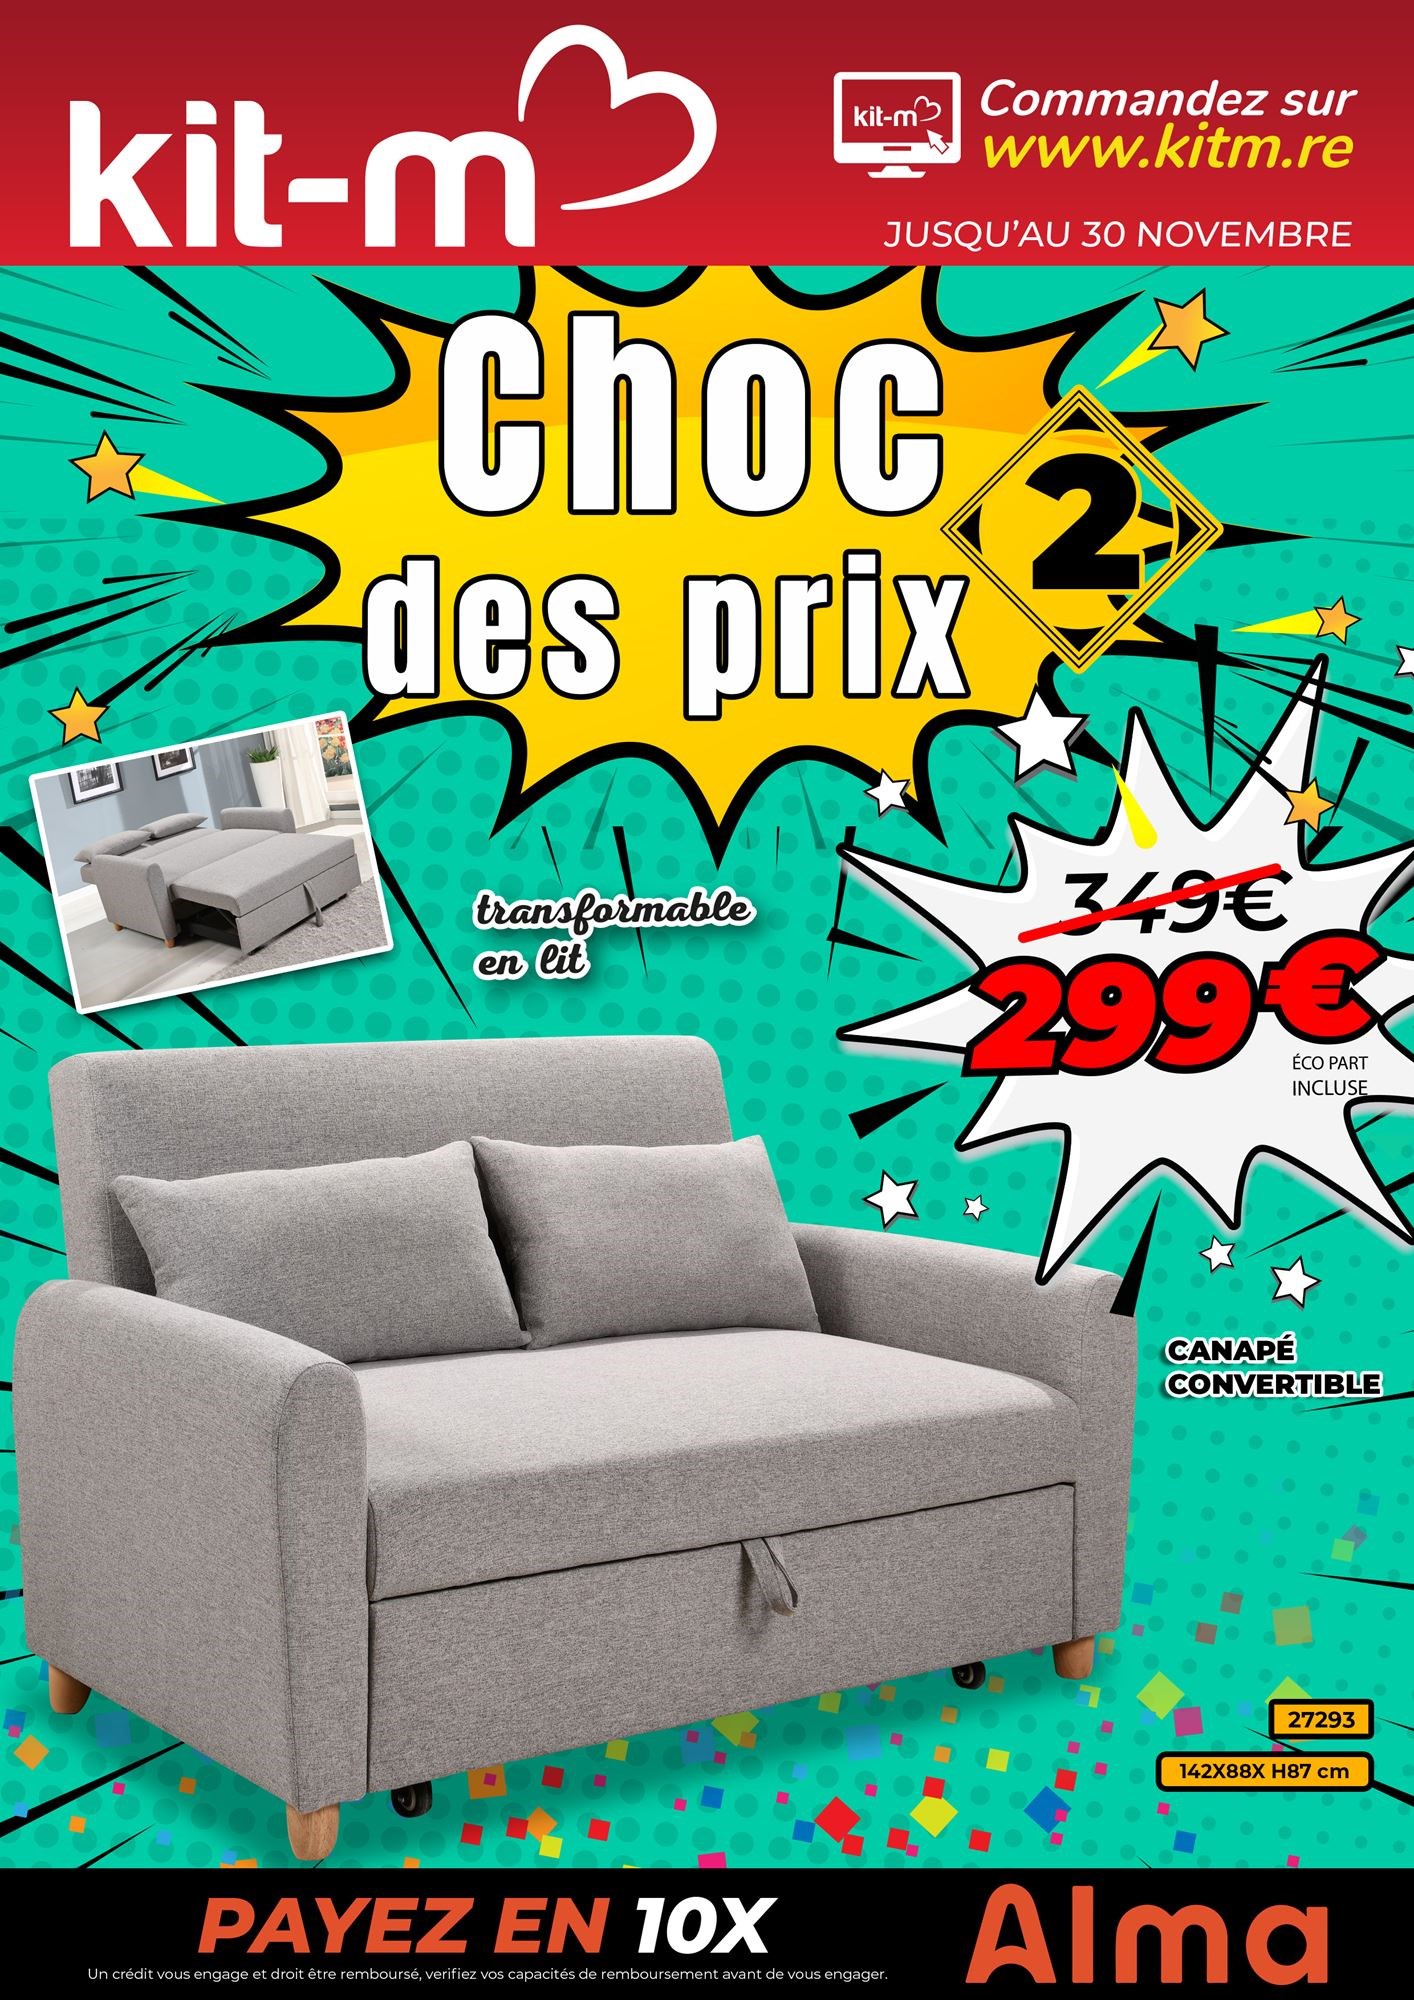 kit-m
kit-m
Commandez sur
www.kitm.re
JUSQU'AU 30 NOVEMBRE
Choc
des prix
2
transformable
en lit
349€
299€
ÉCO PART
INCLUSE
CANAPÉ
CONVERTIBLE
27293
142X88X H87 cm
PAYEZ EN 10X
Un crédit vous engage et droit être remboursé, verifiez vos capacités de remboursement avant de vous engager.
Alma